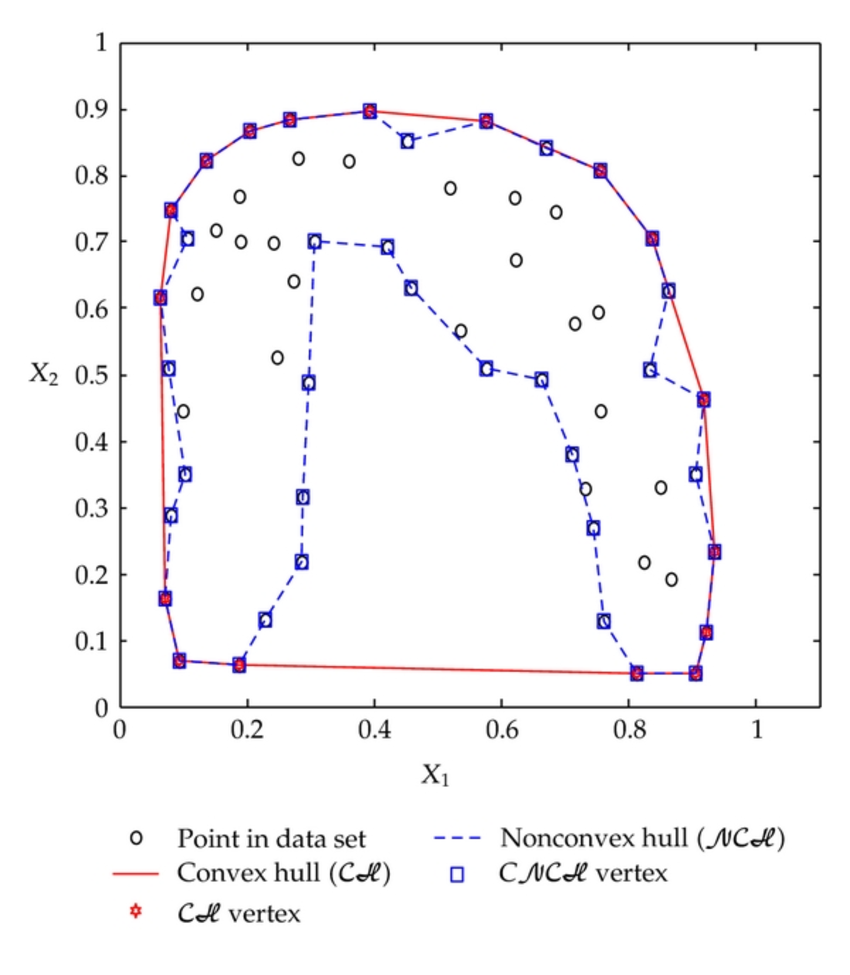 1
0.9
0.8
0.7
0.6
X₂ 0.5
0.4
0.3
0.2
0.1
0
0 0.2 0.4 0.6 0.8 1
X₁
Point in data set
Nonconvex hull (𝒩𝒞ℋ)
Convex hull (𝒞ℋ)
C𝒩𝒞ℋ vertex
𝒞ℋ vertex